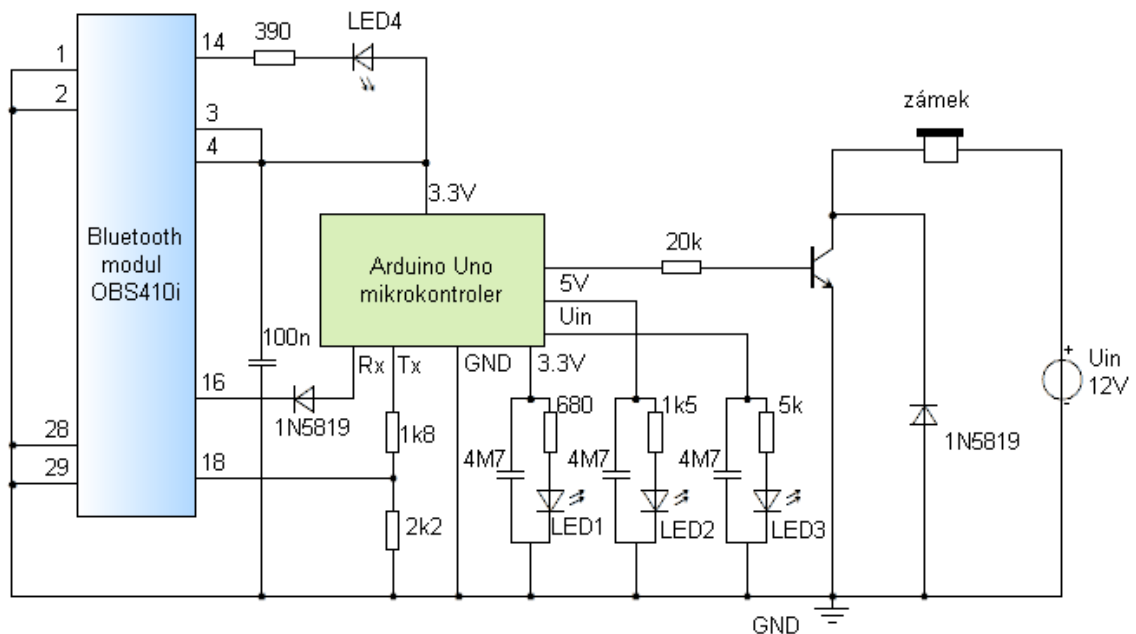 390
LED4
14
1
2
3
4
zámek
3.3V
Bluetooth
modul
OBS410i
Arduino Uno
mikrokontroler
20k
5V
Uin
100n
Rx
Tx
GND
3.3V
Uin
12V
+
-
16
1N5819
1k8
680
1k5
5k
1N5819
28
29
18
4M7
4M7
4M7
2k2
LED1
LED2
LED3
GND